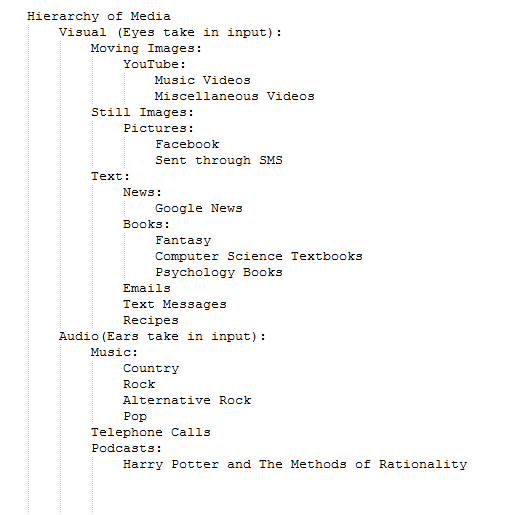 Hierarchy of Media
Visual (Eyes take in input):
Moving Images:
YouTube:
Music Videos
Miscellaneous Videos
Still Images:
Pictures:
Facebook
Sent through SMS
Text:
News:
Google News
Books:
Fantasy
Computer Science Textbooks
Psychology Books
Emails
Text Messages
Recipes
Audio(Ears take in input):
Music:
Country
Rock
Alternative Rock
Pop
Telephone Calls
Podcasts:
Harry Potter and The Methods of Rationality